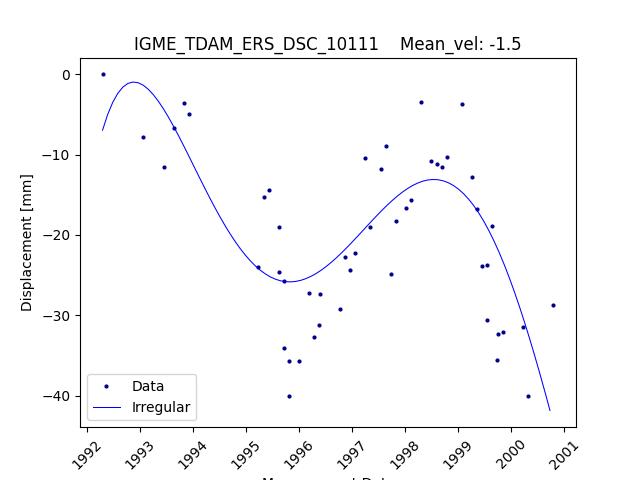 IGME_TDAM_ERS_DSC_10111    Mean_vel: -1.5
Displacement [mm]
0
−10
−20
−30
−40
Data
Irregular
1992 1993 1994 1995 1996 1997 1998 1999 2000 2001